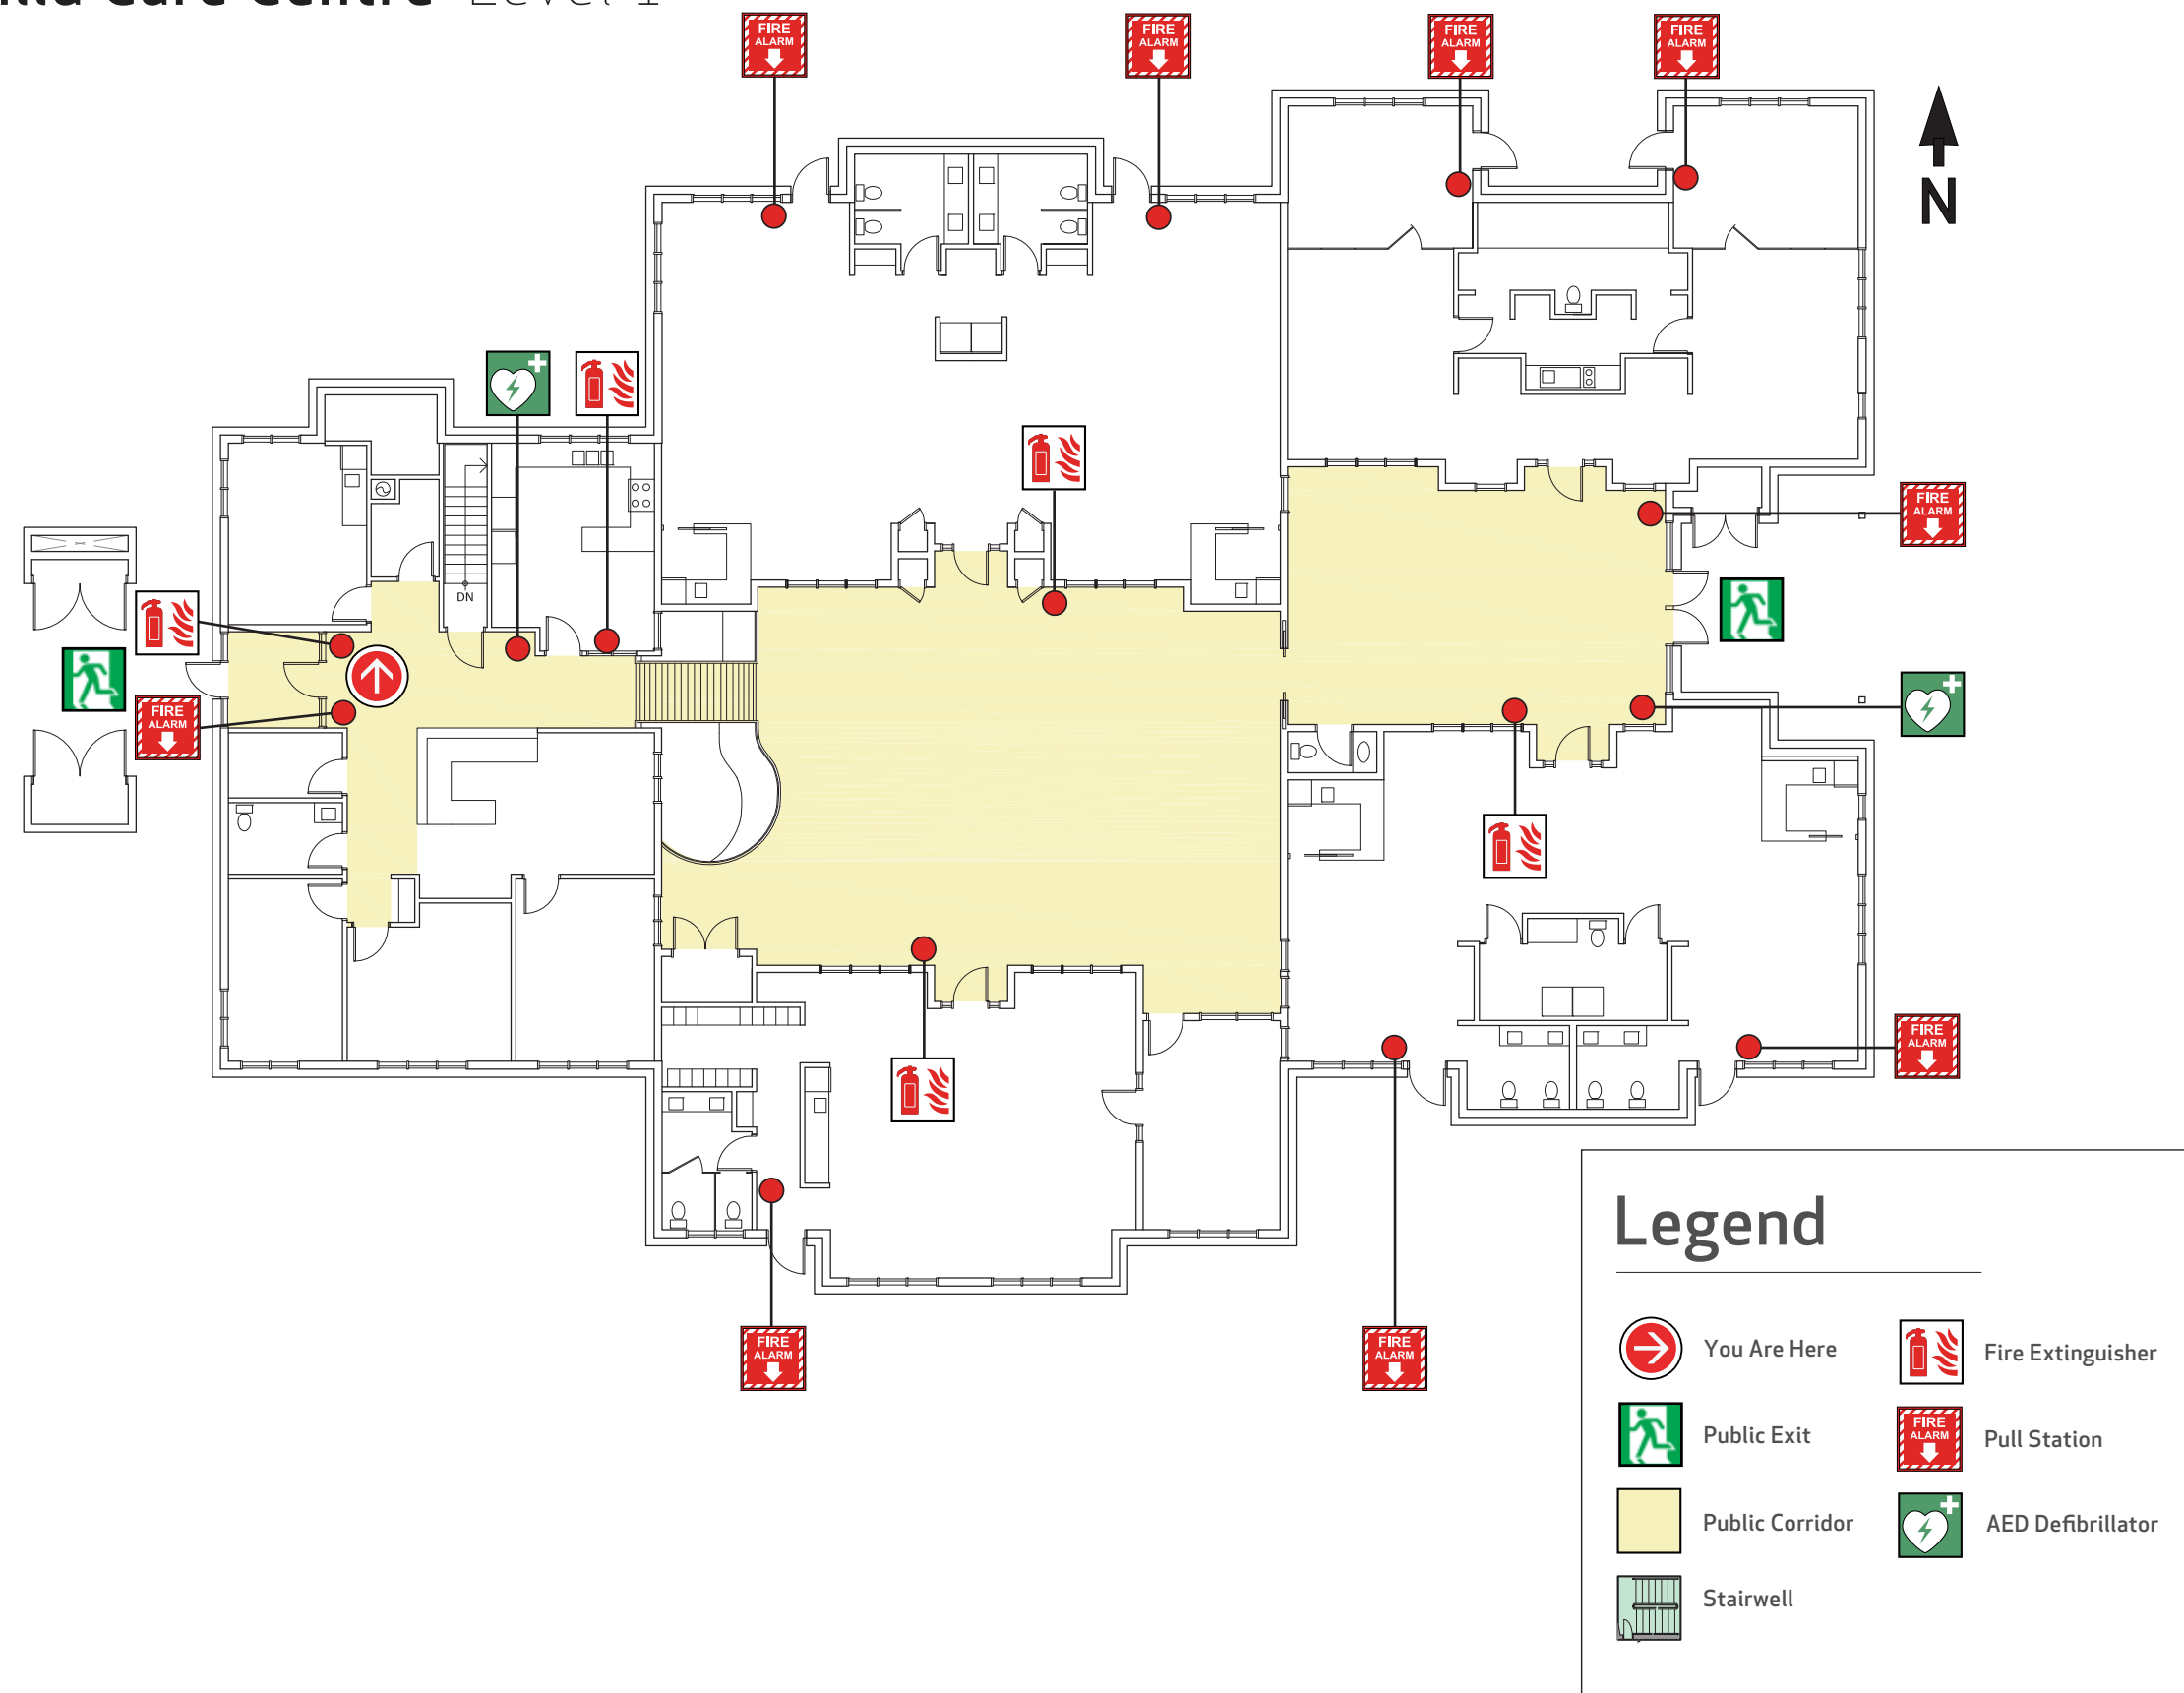 Care Centre Level 1
FIRE
ALARM
FIRE
ALARM
FIRE
ALARM
FIRE
ALARM
N
FIRE
ALARM
DN
FIRE
ALARM
FIRE
ALARM
FIRE
ALARM
FIRE
ALARM
Legend
You Are Here
Fire Extinguisher
Public Exit
FIRE
ALARM
Pull Station
Public Corridor
AED Defibrillator
Stairwell